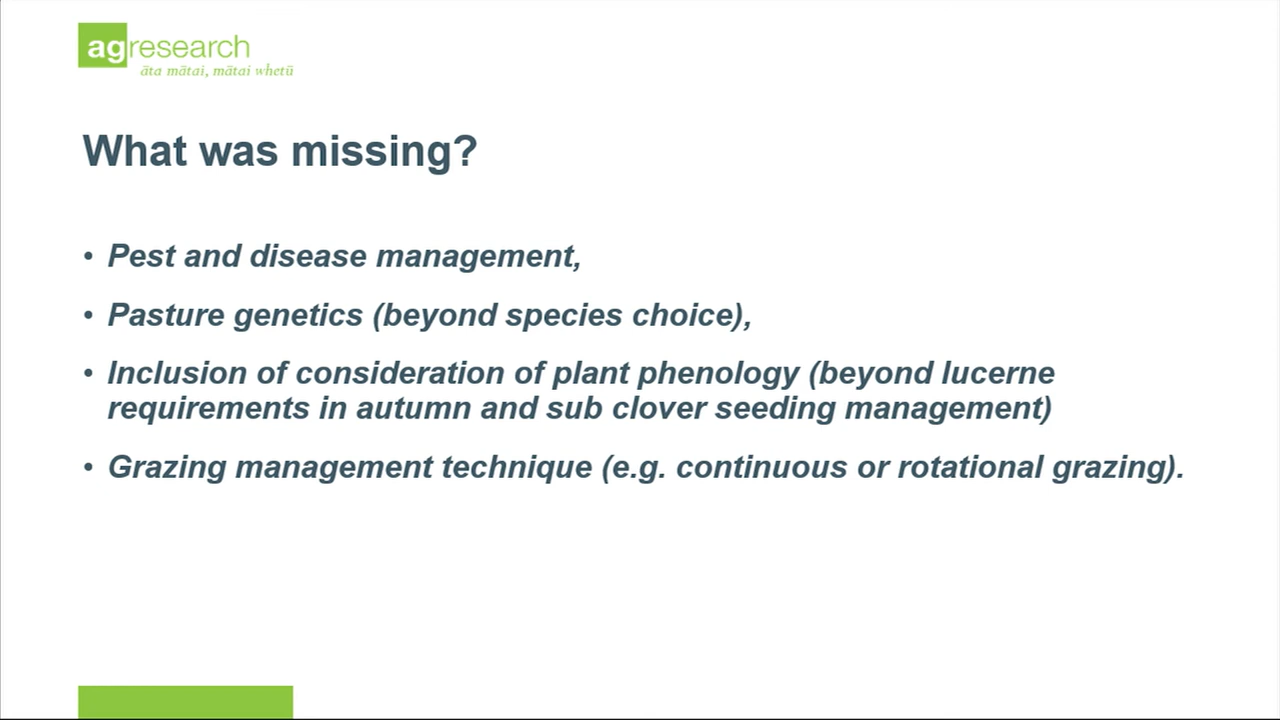 agresearch
āta mātai, mātai whetū
What was missing?
• Pest and disease management,
• Pasture genetics (beyond species choice),
• Inclusion of consideration of plant phenology (beyond lucerne
requirements in autumn and sub clover seeding management)
• Grazing management technique (e.g. continuous or rotational grazing).